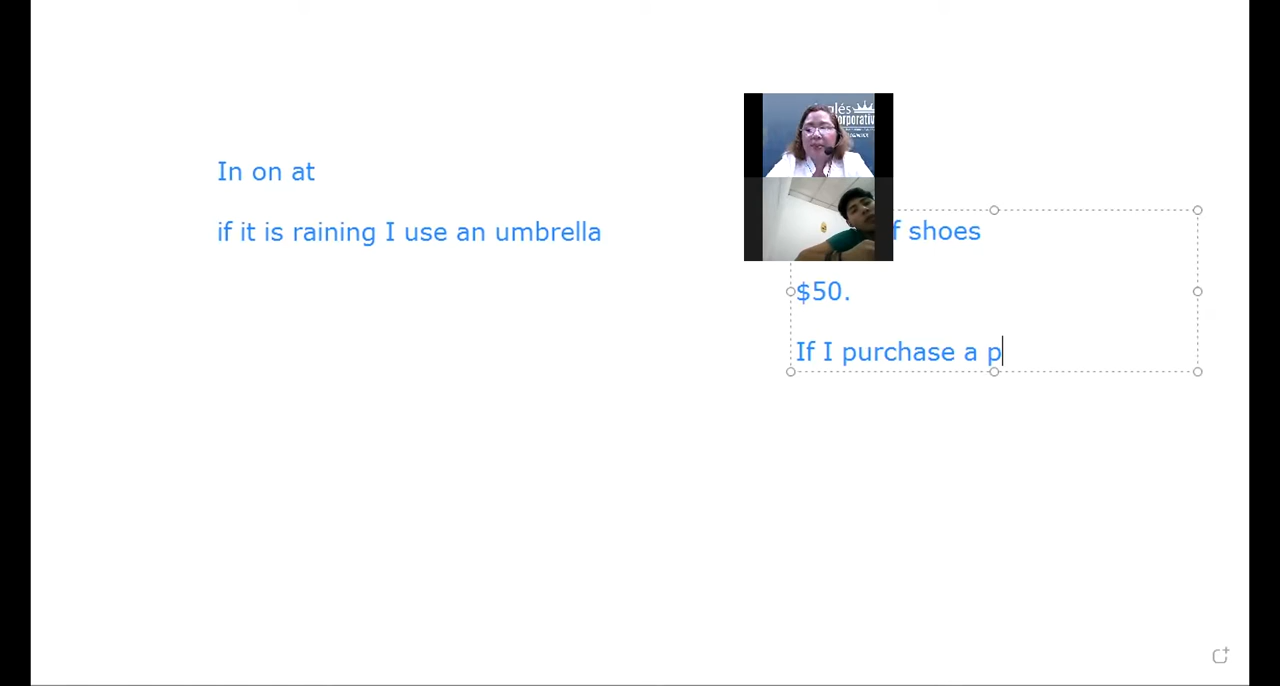 In on at
if it is raining I use an umbrella
shoes
$50.
If I purchase a p